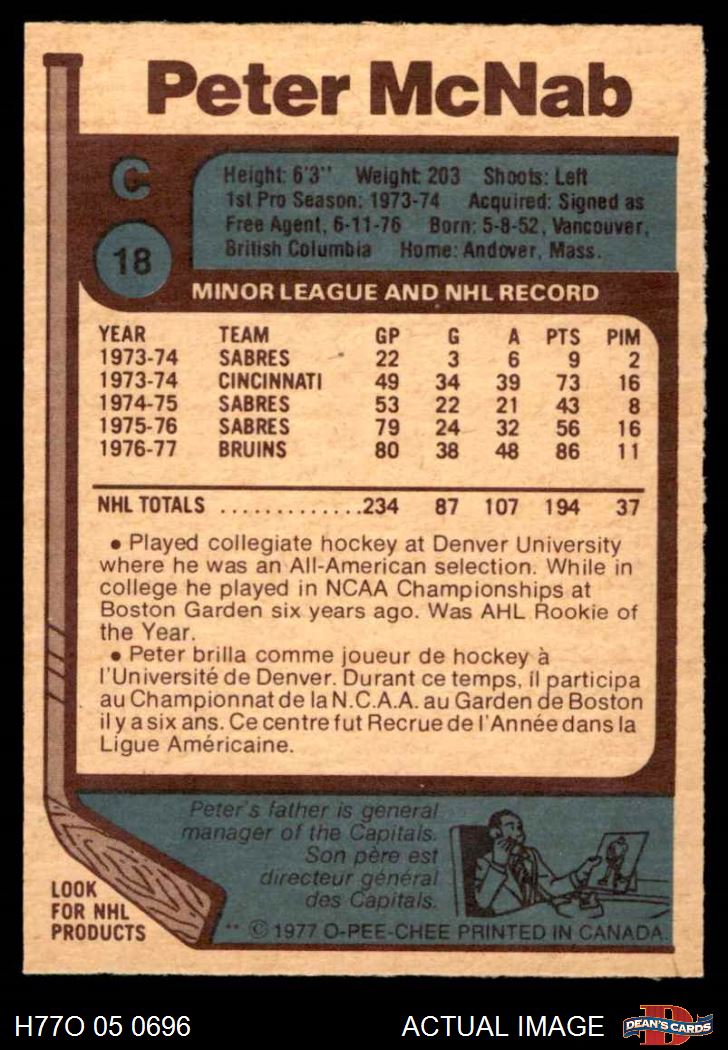 Peter McNab
C
18
Height: 6'3'' Weight: 203 Shoots: Left
1st Pro Season: 1973-74 Acquired: Signed as
Free Agent, 6-11-76 Born: 5-8-52, Vancouver,
British Columbia Home: Andover, Mass.
MINOR LEAGUE AND NHL RECORD
YEAR TEAM GP G A PTS PIM
1973-74 SABRES 22 3 6 9 2
1973-74 CINCINNATI 49 34 39 73 16
1974-75 SABRES 53 22 21 43 8
1975-76 SABRES 79 24 32 56 16
1976-77 BRUINS 80 38 48 86 11
NHL TOTALS .............234 87 107 194 37
• Played collegiate hockey at Denver University
where he was an All-American selection. While in
college he played in NCAA Championships at
Boston Garden six years ago. Was AHL Rookie of
the Year.
• Peter brilla comme joueur de hockey à
l'Université de Denver. Durant ce temps, il participa
au Championnat de la N.C.A.A. au Garden de Boston
il y a six ans. Ce centre fut Recrue de l'Année dans la
Ligue Américaine.
Peter's father is general
manager of the Capitals.
Son père est
directeur général
des Capitals.
LOOK
FOR NHL
PRODUCTS
** © 1977 O-PEE-CHEE PRINTED IN CANADA.
H77O 05 0696 ACTUAL IMAGE
D
DEAN'S CARDS